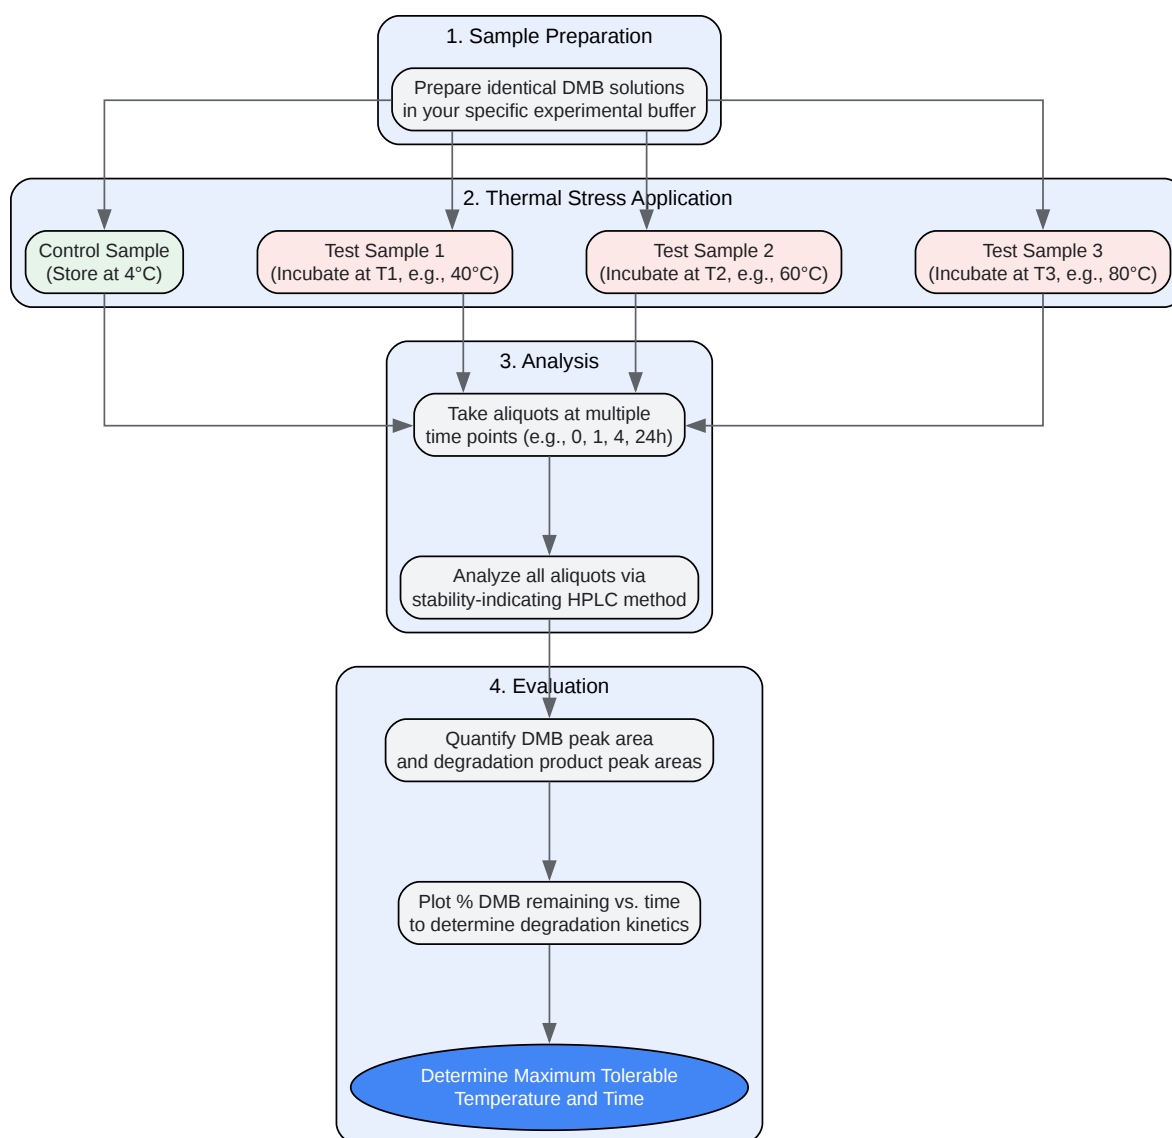 1. Sample Preparation
Prepare identical DMB solutions
in your specific experimental buffer
2. Thermal Stress Application
Control Sample
(Store at 4°C)
Test Sample 1
(Incubate at T1, e.g., 40°C)
Test Sample 2
(Incubate at T2, e.g., 60°C)
Test Sample 3
(Incubate at T3, e.g., 80°C)
3. Analysis
Take aliquots at multiple
time points (e.g., 0, 1, 4, 24h)
Analyze all aliquots via
stability-indicating HPLC method
4. Evaluation
Quantify DMB peak area
and degradation product peak areas
Plot % DMB remaining vs. time
to determine degradation kinetics
Determine Maximum Tolerable
Temperature and Time